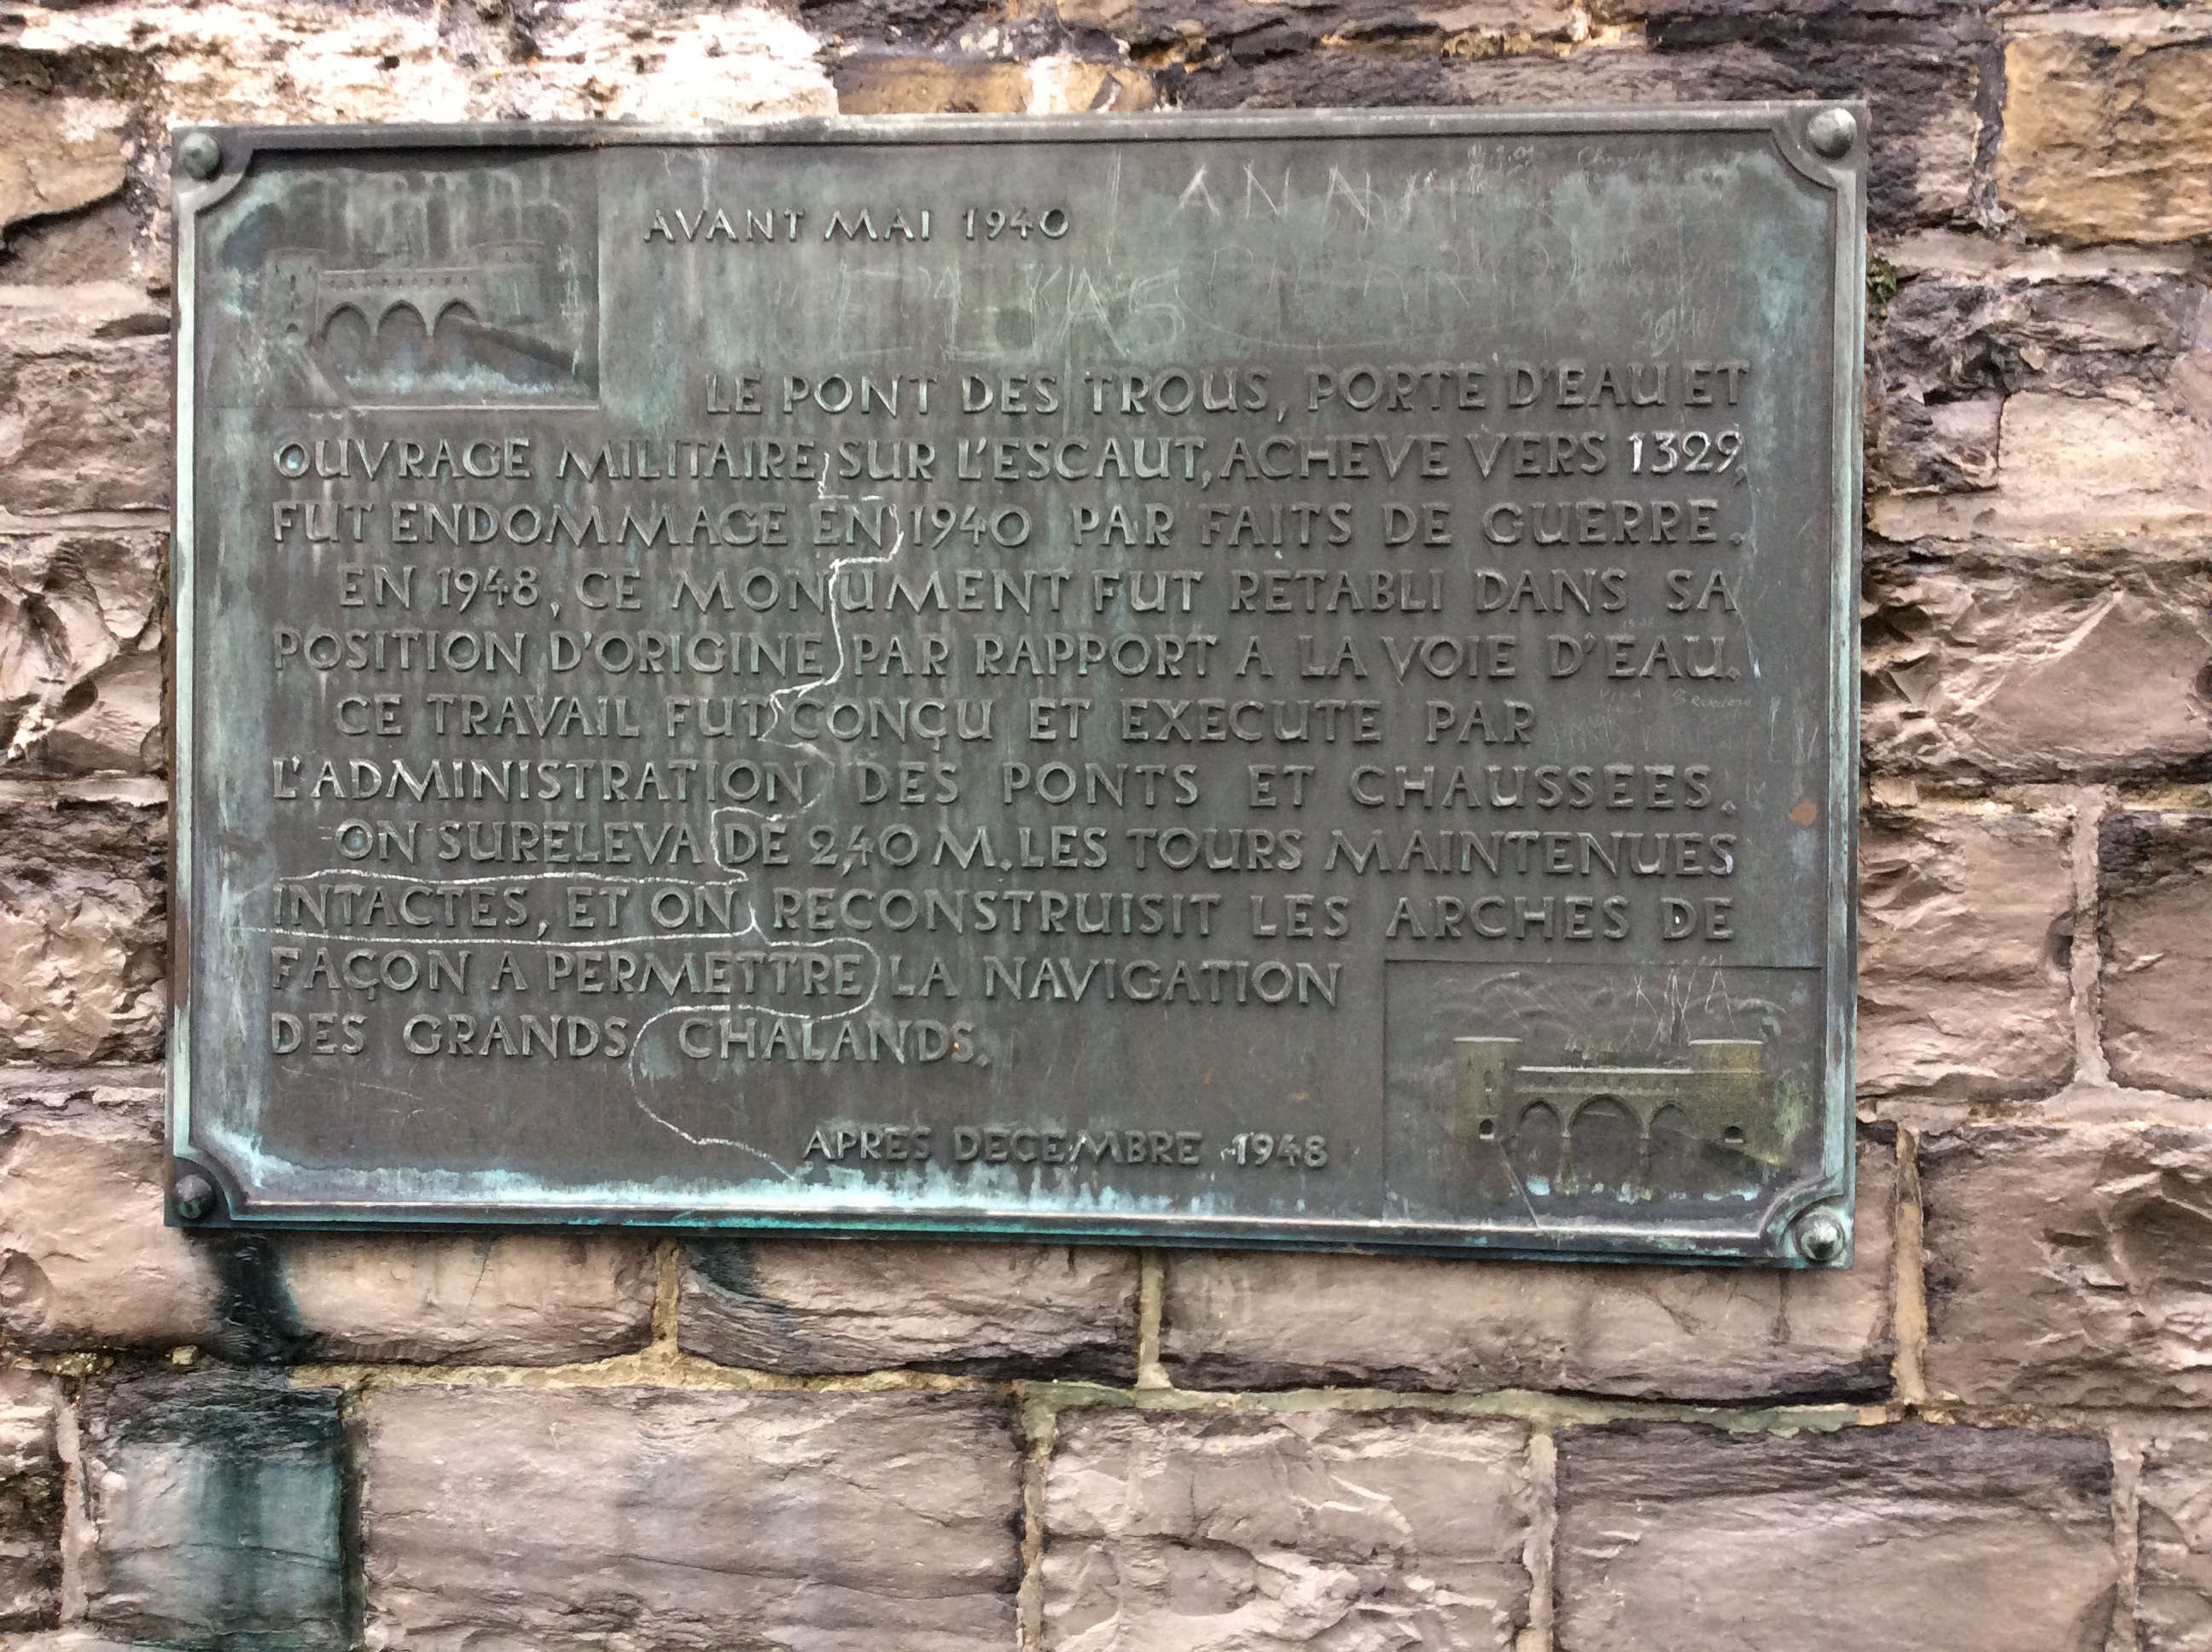 AVANT MAI 1940
ANNA
LE PONT DES TROUS, PORTE D'EAU ET
OUVRAGE MILITAIRE SUR L'ESCAUT, ACHEVE VERS 1329,
FUT ENDOMMAGE EN 1940 PAR FAITS DE GUERRE.
EN 1948, CE MONUMENT FUT RETABLI DANS SA
POSITION D'ORIGINE PAR RAPPORT A LA VOIE D'EAU.
CE TRAVAIL FUT CONÇU ET EXECUTE PAR
L'ADMINISTRATION DES PONTS ET CHAUSSEES.
ON SURELEVA DE 2,40 M. LES TOURS MAINTENUES
INTACTES, ET ON RECONSTRUISIT LES ARCHES DE
FAÇON A PERMETTRE LA NAVIGATION
DES GRANDS CHALANDS.
APRES DECEMBRE 1948